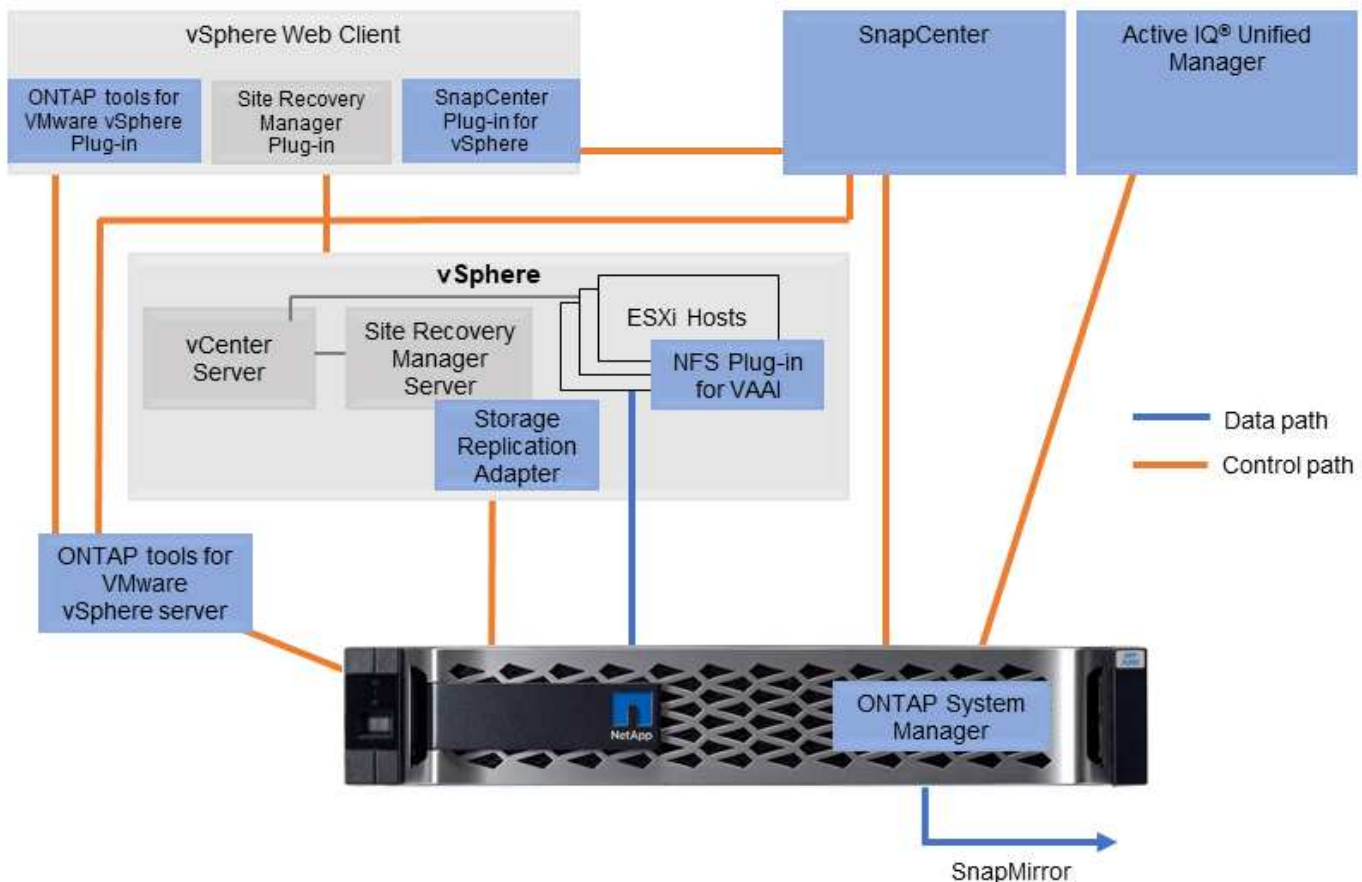 vSphere Web Client
ONTAP tools for
VMware vSphere
Plug-in
Site Recovery
Manager
Plug-in
SnapCenter
Plug-in for
vSphere
SnapCenter
Active IQ® Unified
Manager
vSphere
vCenter
Server
Site Recovery
Manager
Server
Storage
Replication
Adapter
ESXi Hosts
NFS Plug-in
for VAAI
Data path
Control path
ONTAP tools for
VMware
vSphere server
NetApp
ONTAP System
Manager
SnapMirror